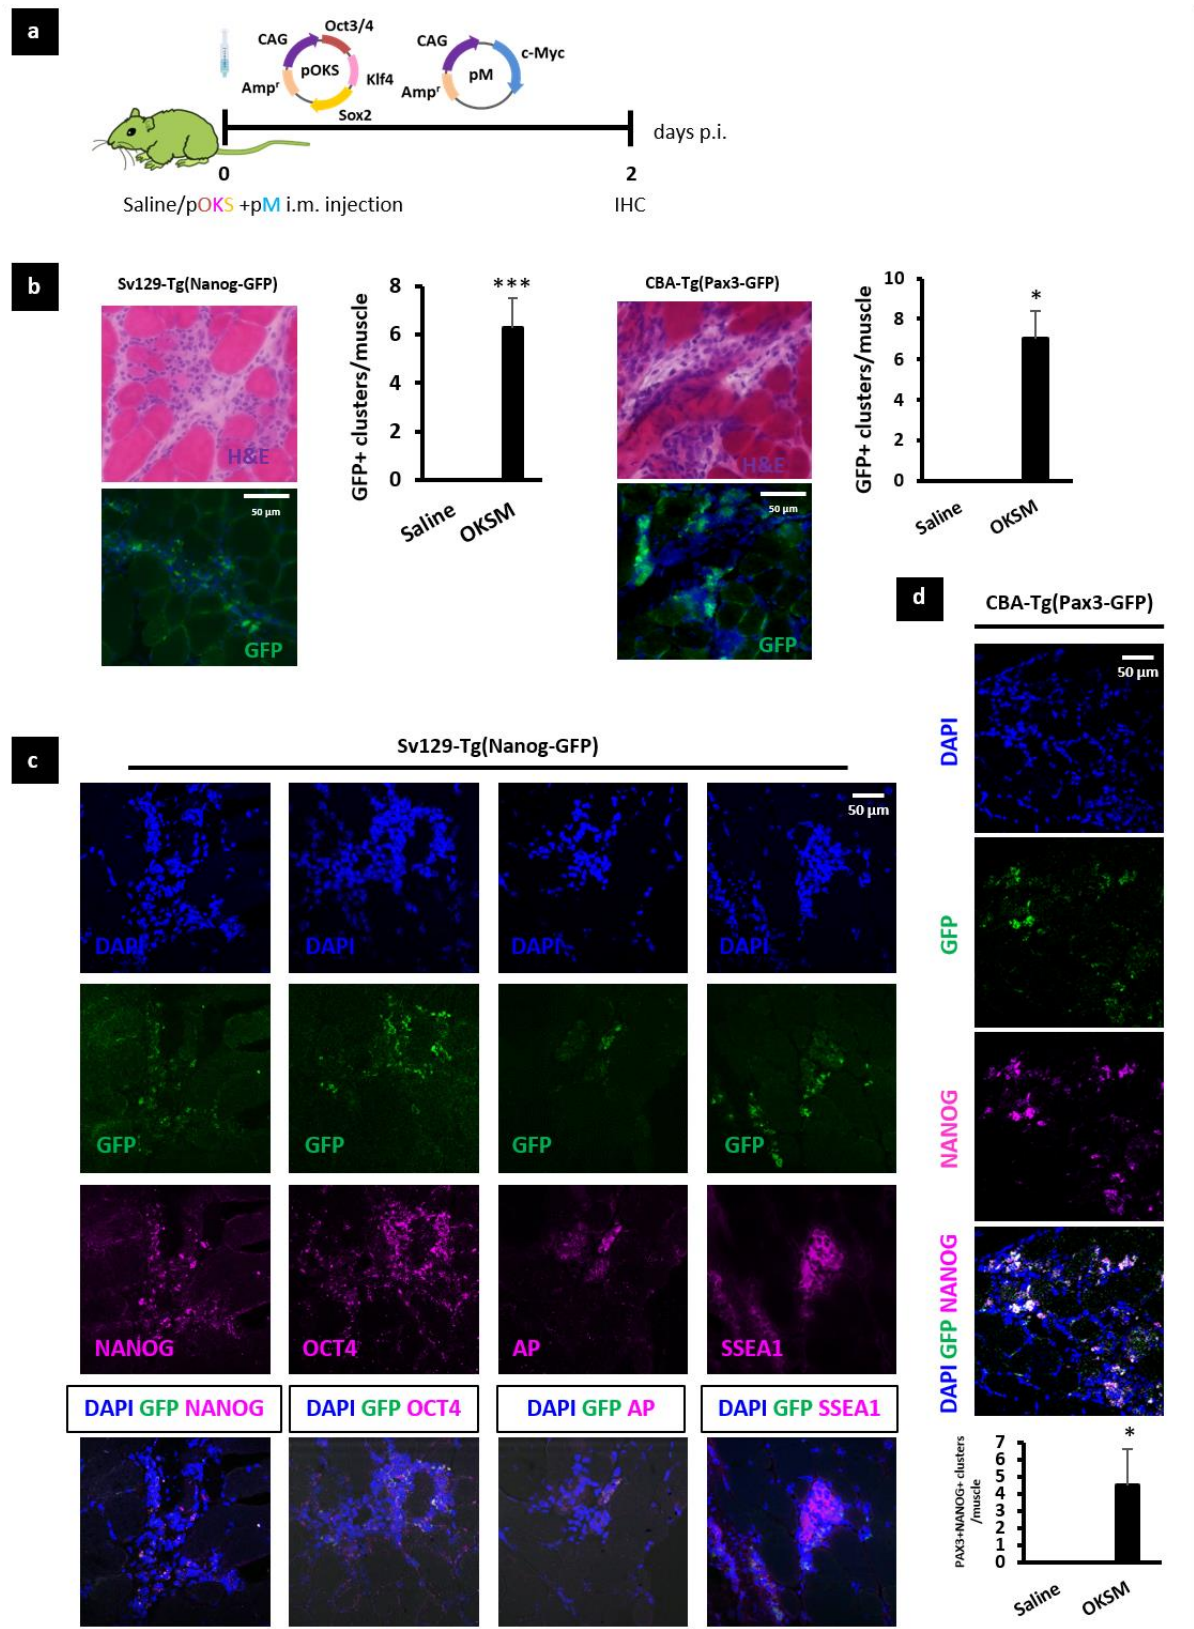 a
CAG
Oct3/4
pOKS
Klf4
Ampʳ
Sox2
CAG
c-Myc
pM
Ampʳ
days p.i.
0
2
Saline/pOKS +pM i.m. injection
IHC
b
Sv129-Tg(Nanog-GFP)
H&E
50 µm
GFP
GFP+ clusters/muscle
8
6
4
2
0
***
Saline
OKSM
CBA-Tg(Pax3-GFP)
H&E
50 µm
GFP
GFP+ clusters/muscle
10
8
6
4
2
0
*
Saline
OKSM
c
Sv129-Tg(Nanog-GFP)
50 µm
DAPI
DAPI
DAPI
DAPI
GFP
GFP
GFP
GFP
NANOG
OCT4
AP
SSEA1
DAPI GFP NANOG
DAPI GFP OCT4
DAPI GFP AP
DAPI GFP SSEA1
d
CBA-Tg(Pax3-GFP)
50 µm
DAPI
GFP
NANOG
DAPI GFP NANOG
PAX3+NANOG+ clusters
/muscle
7
6
5
4
3
2
1
0
*
Saline
OKSM